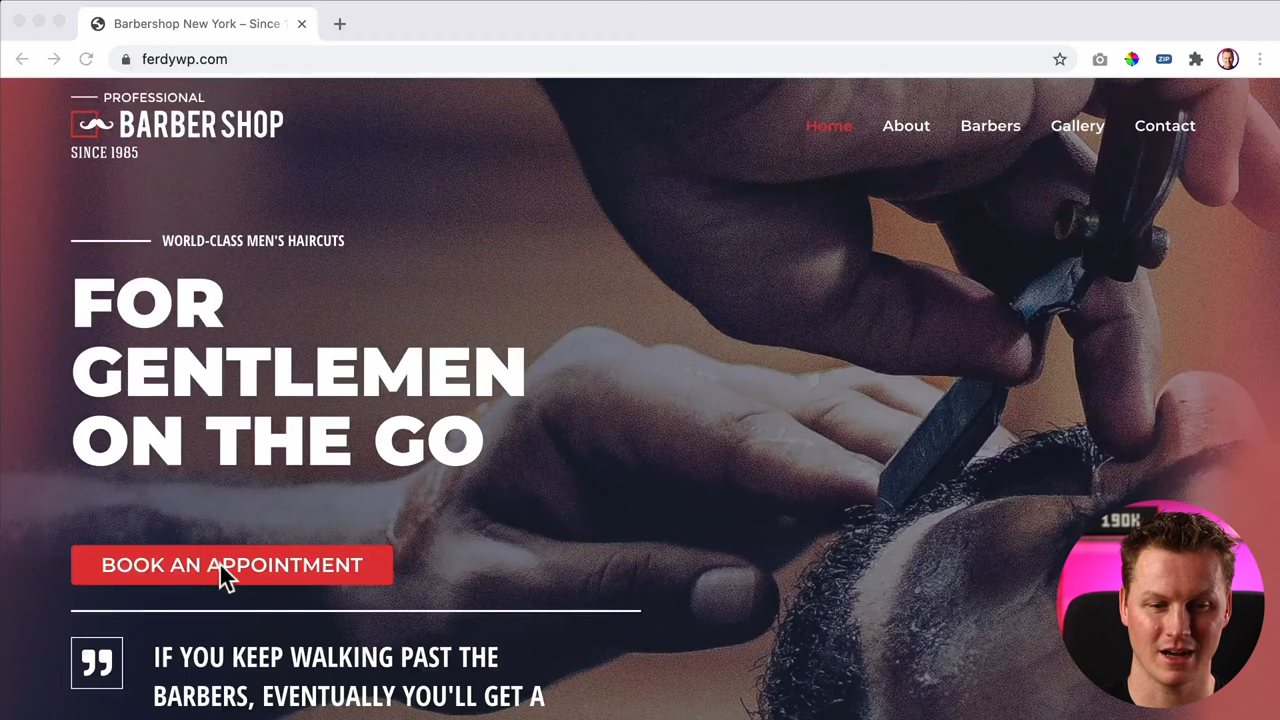 Barbershop New York – Since
ferdywp.com
ZIP
PROFESSIONAL
BARBER SHOP
SINCE 1985
Home About Barbers Gallery Contact
WORLD-CLASS MEN'S HAIRCUTS
FOR
GENTLEMEN
ON THE GO
BOOK AN APPOINTMENT
IF YOU KEEP WALKING PAST THE
BARBERS, EVENTUALLY YOU'LL GET A
190K